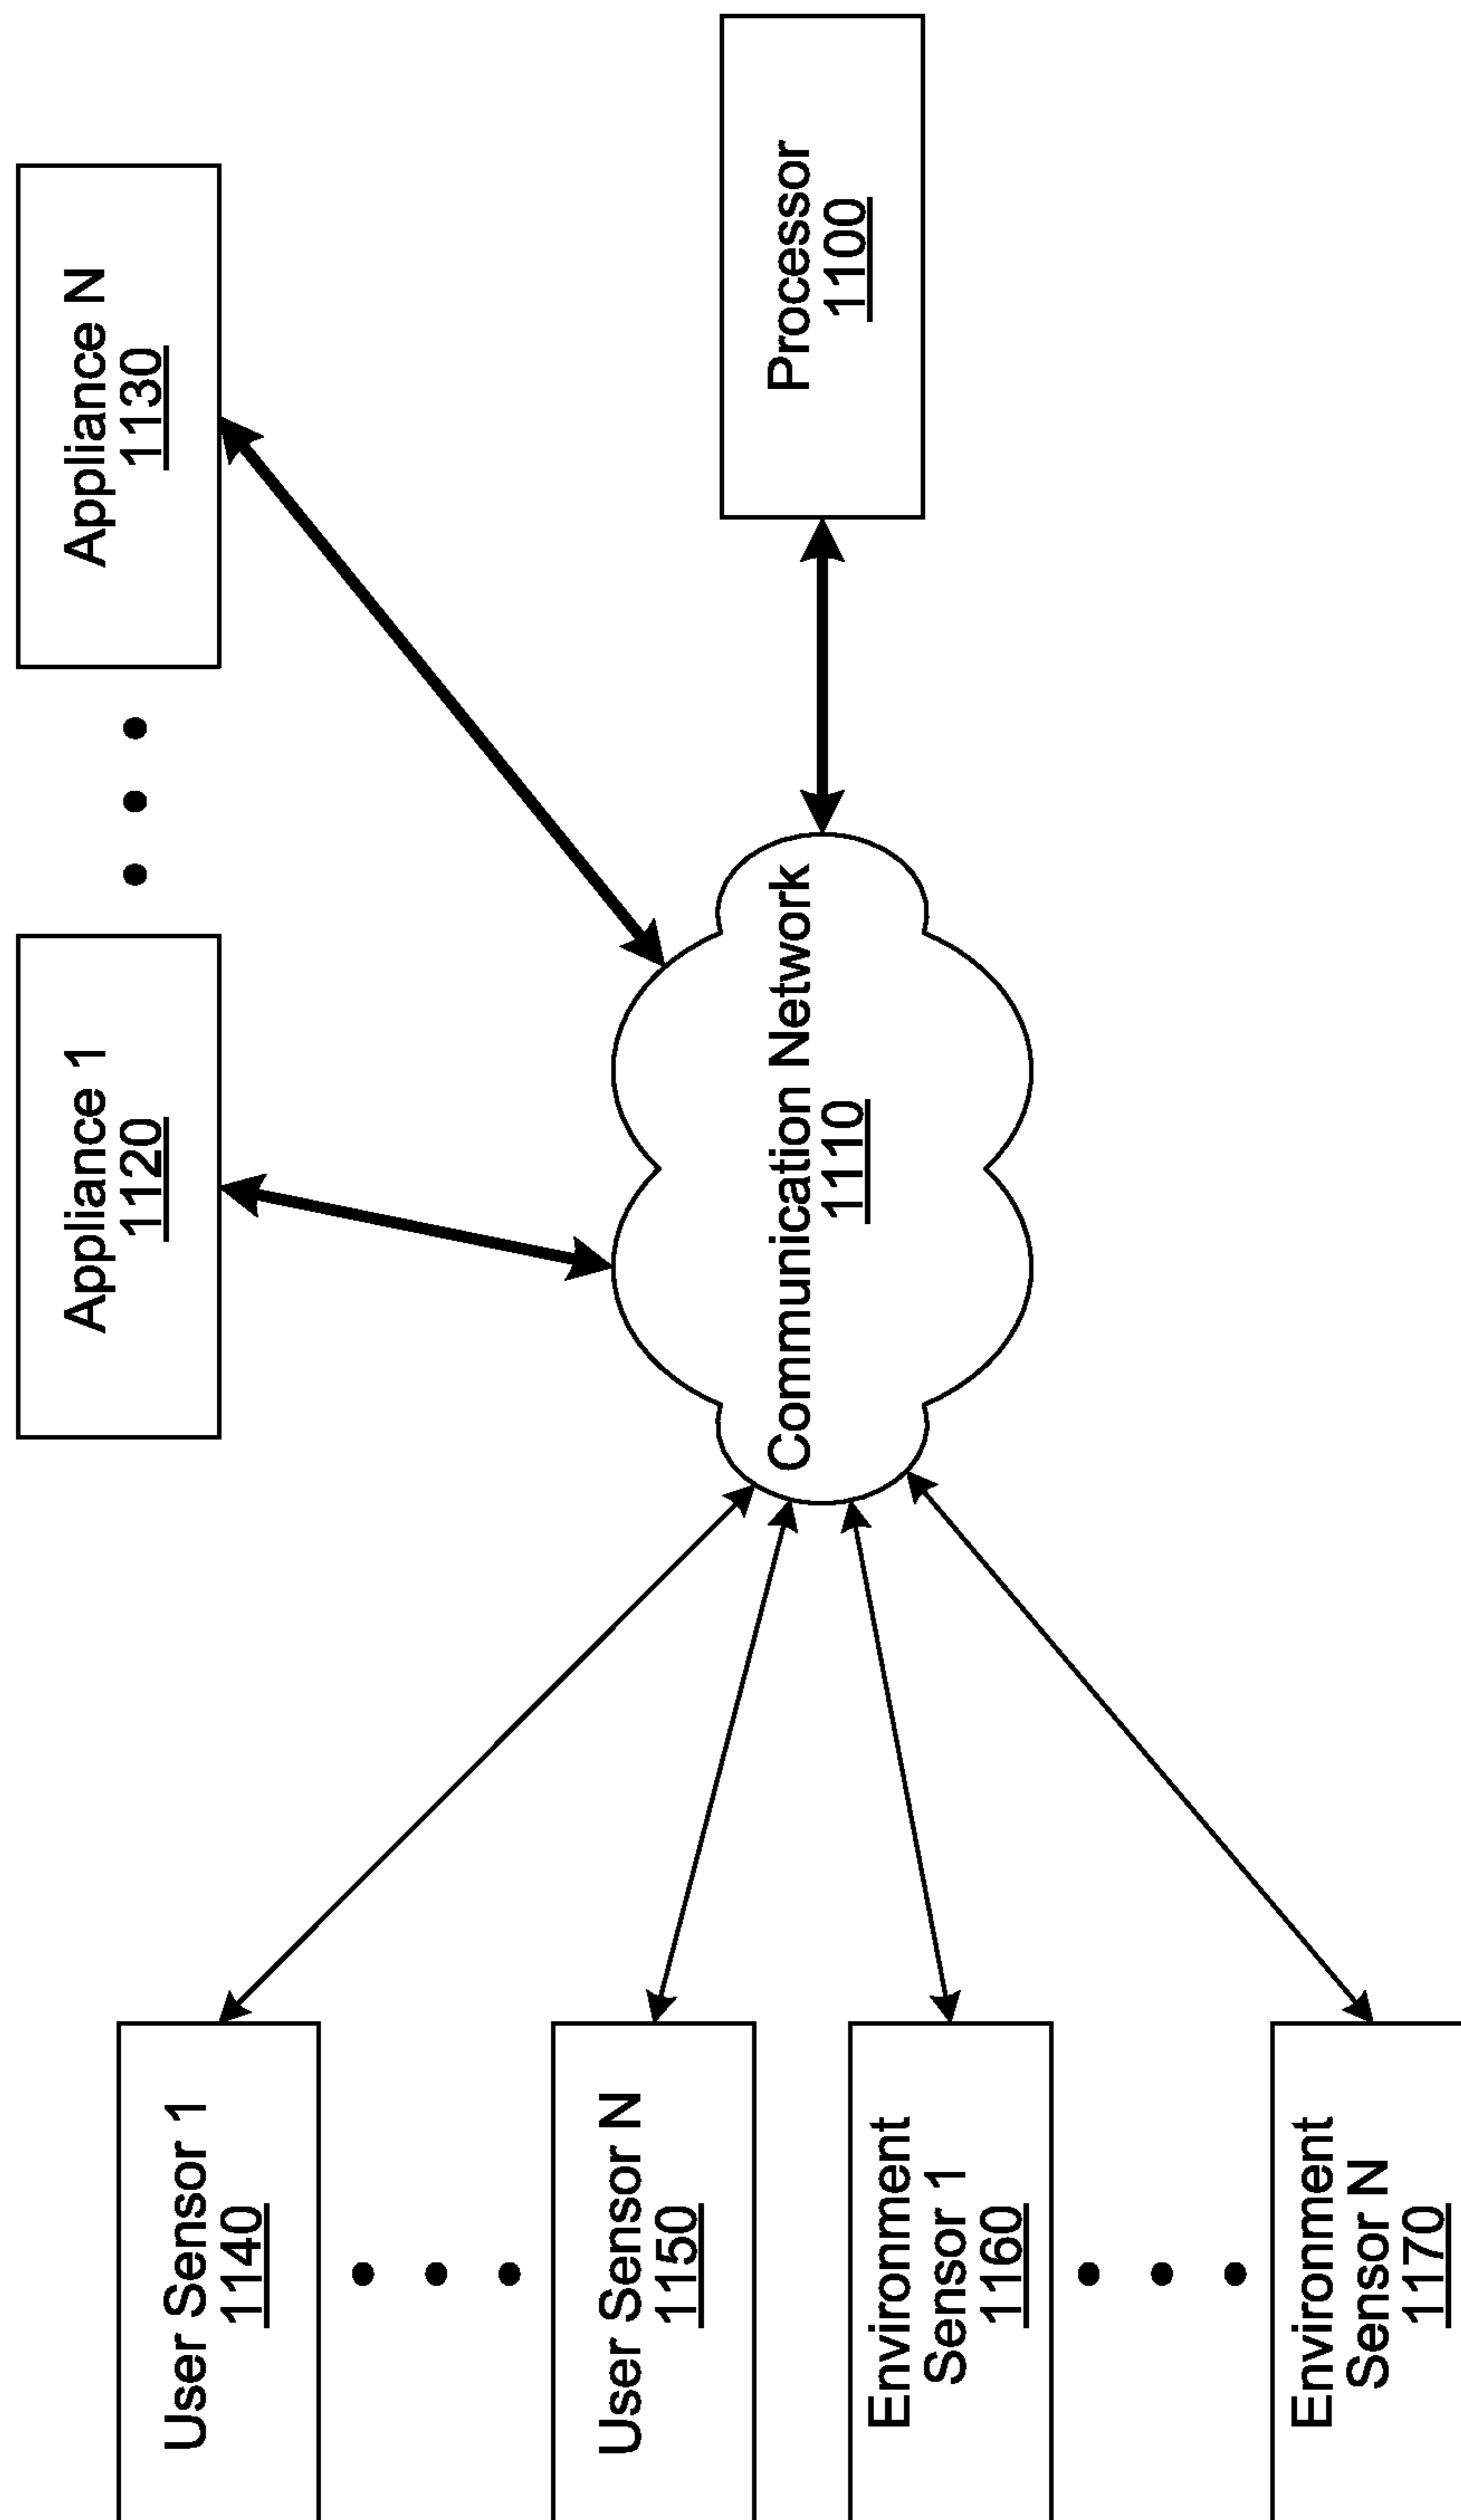 Appliance 1
1120
Appliance N
1130
User Sensor 1
1140
User Sensor N
1150
Communication Network
1110
Processor
1100
Environment
Sensor 1
1160
Environment
Sensor N
1170